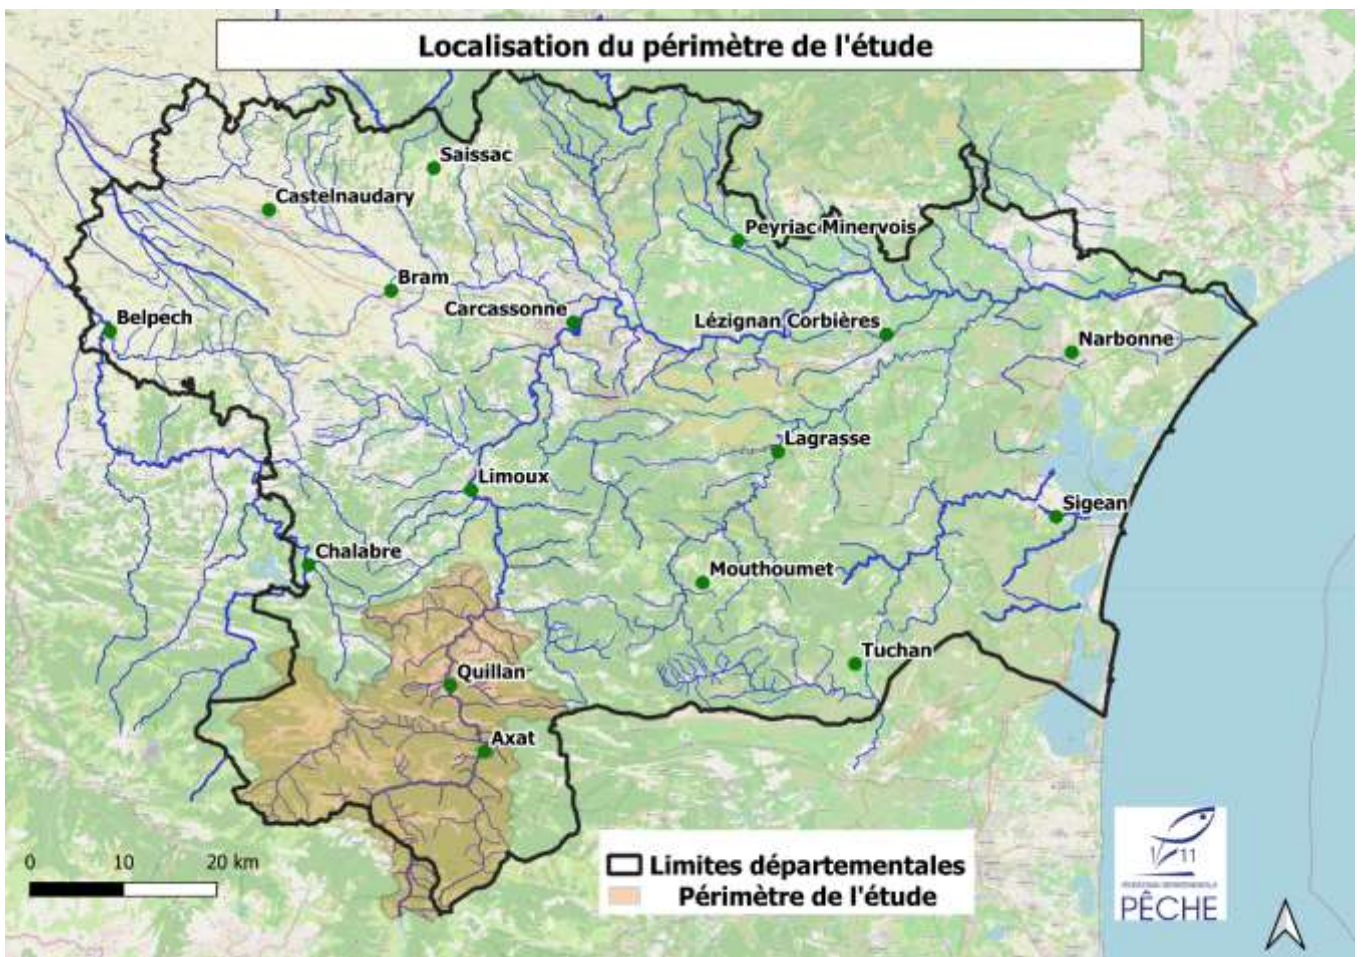 Localisation du périmètre de l'étude
Saissac
Castelnaudary
Peyriac Minervois
Bram
Carcassonne
Belpech
Lézignan Corbières
Narbonne
Lagrasse
Limoux
Sigean
Chalabre
Mouthoumet
Tuchan
Quillan
Axat
0 10 20 km
Limites départementales
Périmètre de l'étude
11
PÊCHE